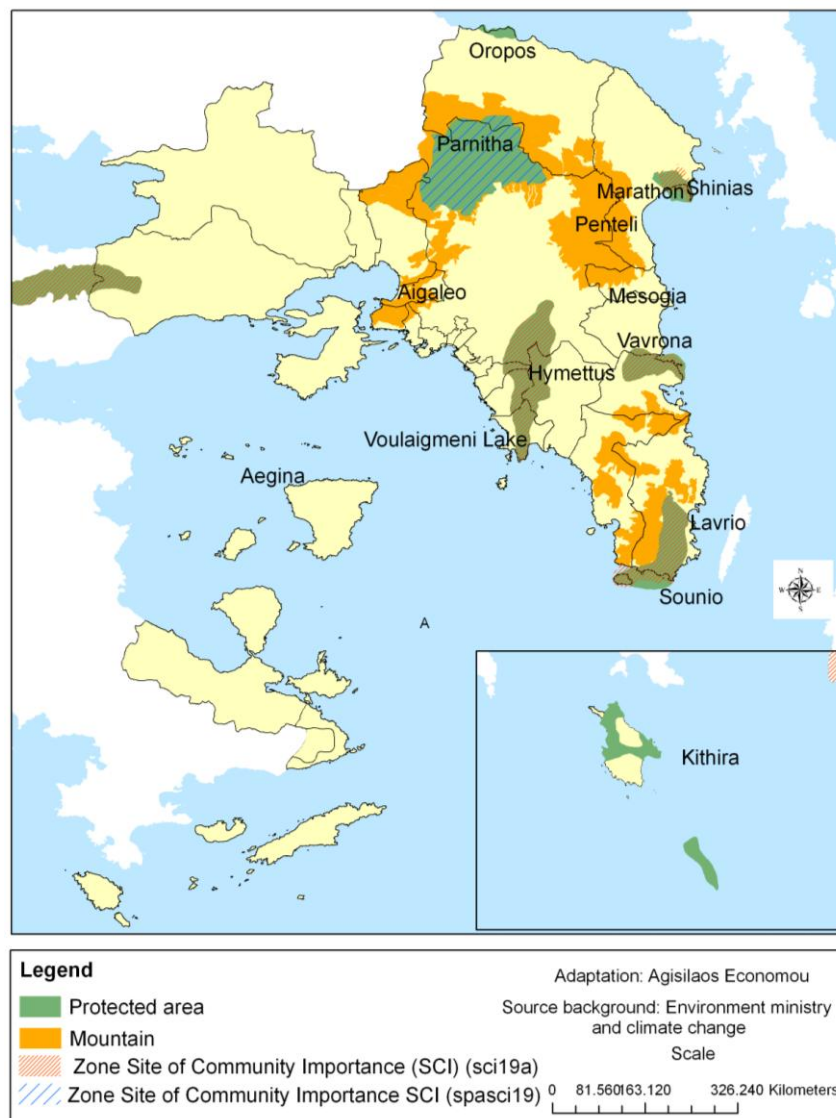 Oropos
Parnitha
Marathon
Shinias
Penteli
Aigaleo
Mesogia
Vavrona
Hymettus
Voulaigmeni Lake
Aegina
Lavrio
N
W E
S
Sounio
A
Kithira
Legend
Protected area
Mountain
Zone Site of Community Importance (SCI) (sci19a)
Zone Site of Community Importance SCI (spasci19)
Adaptation: Agisilaos Economou
Source background: Environment ministry
and climate change
Scale
0 81.560163.120 326.240 Kilometers